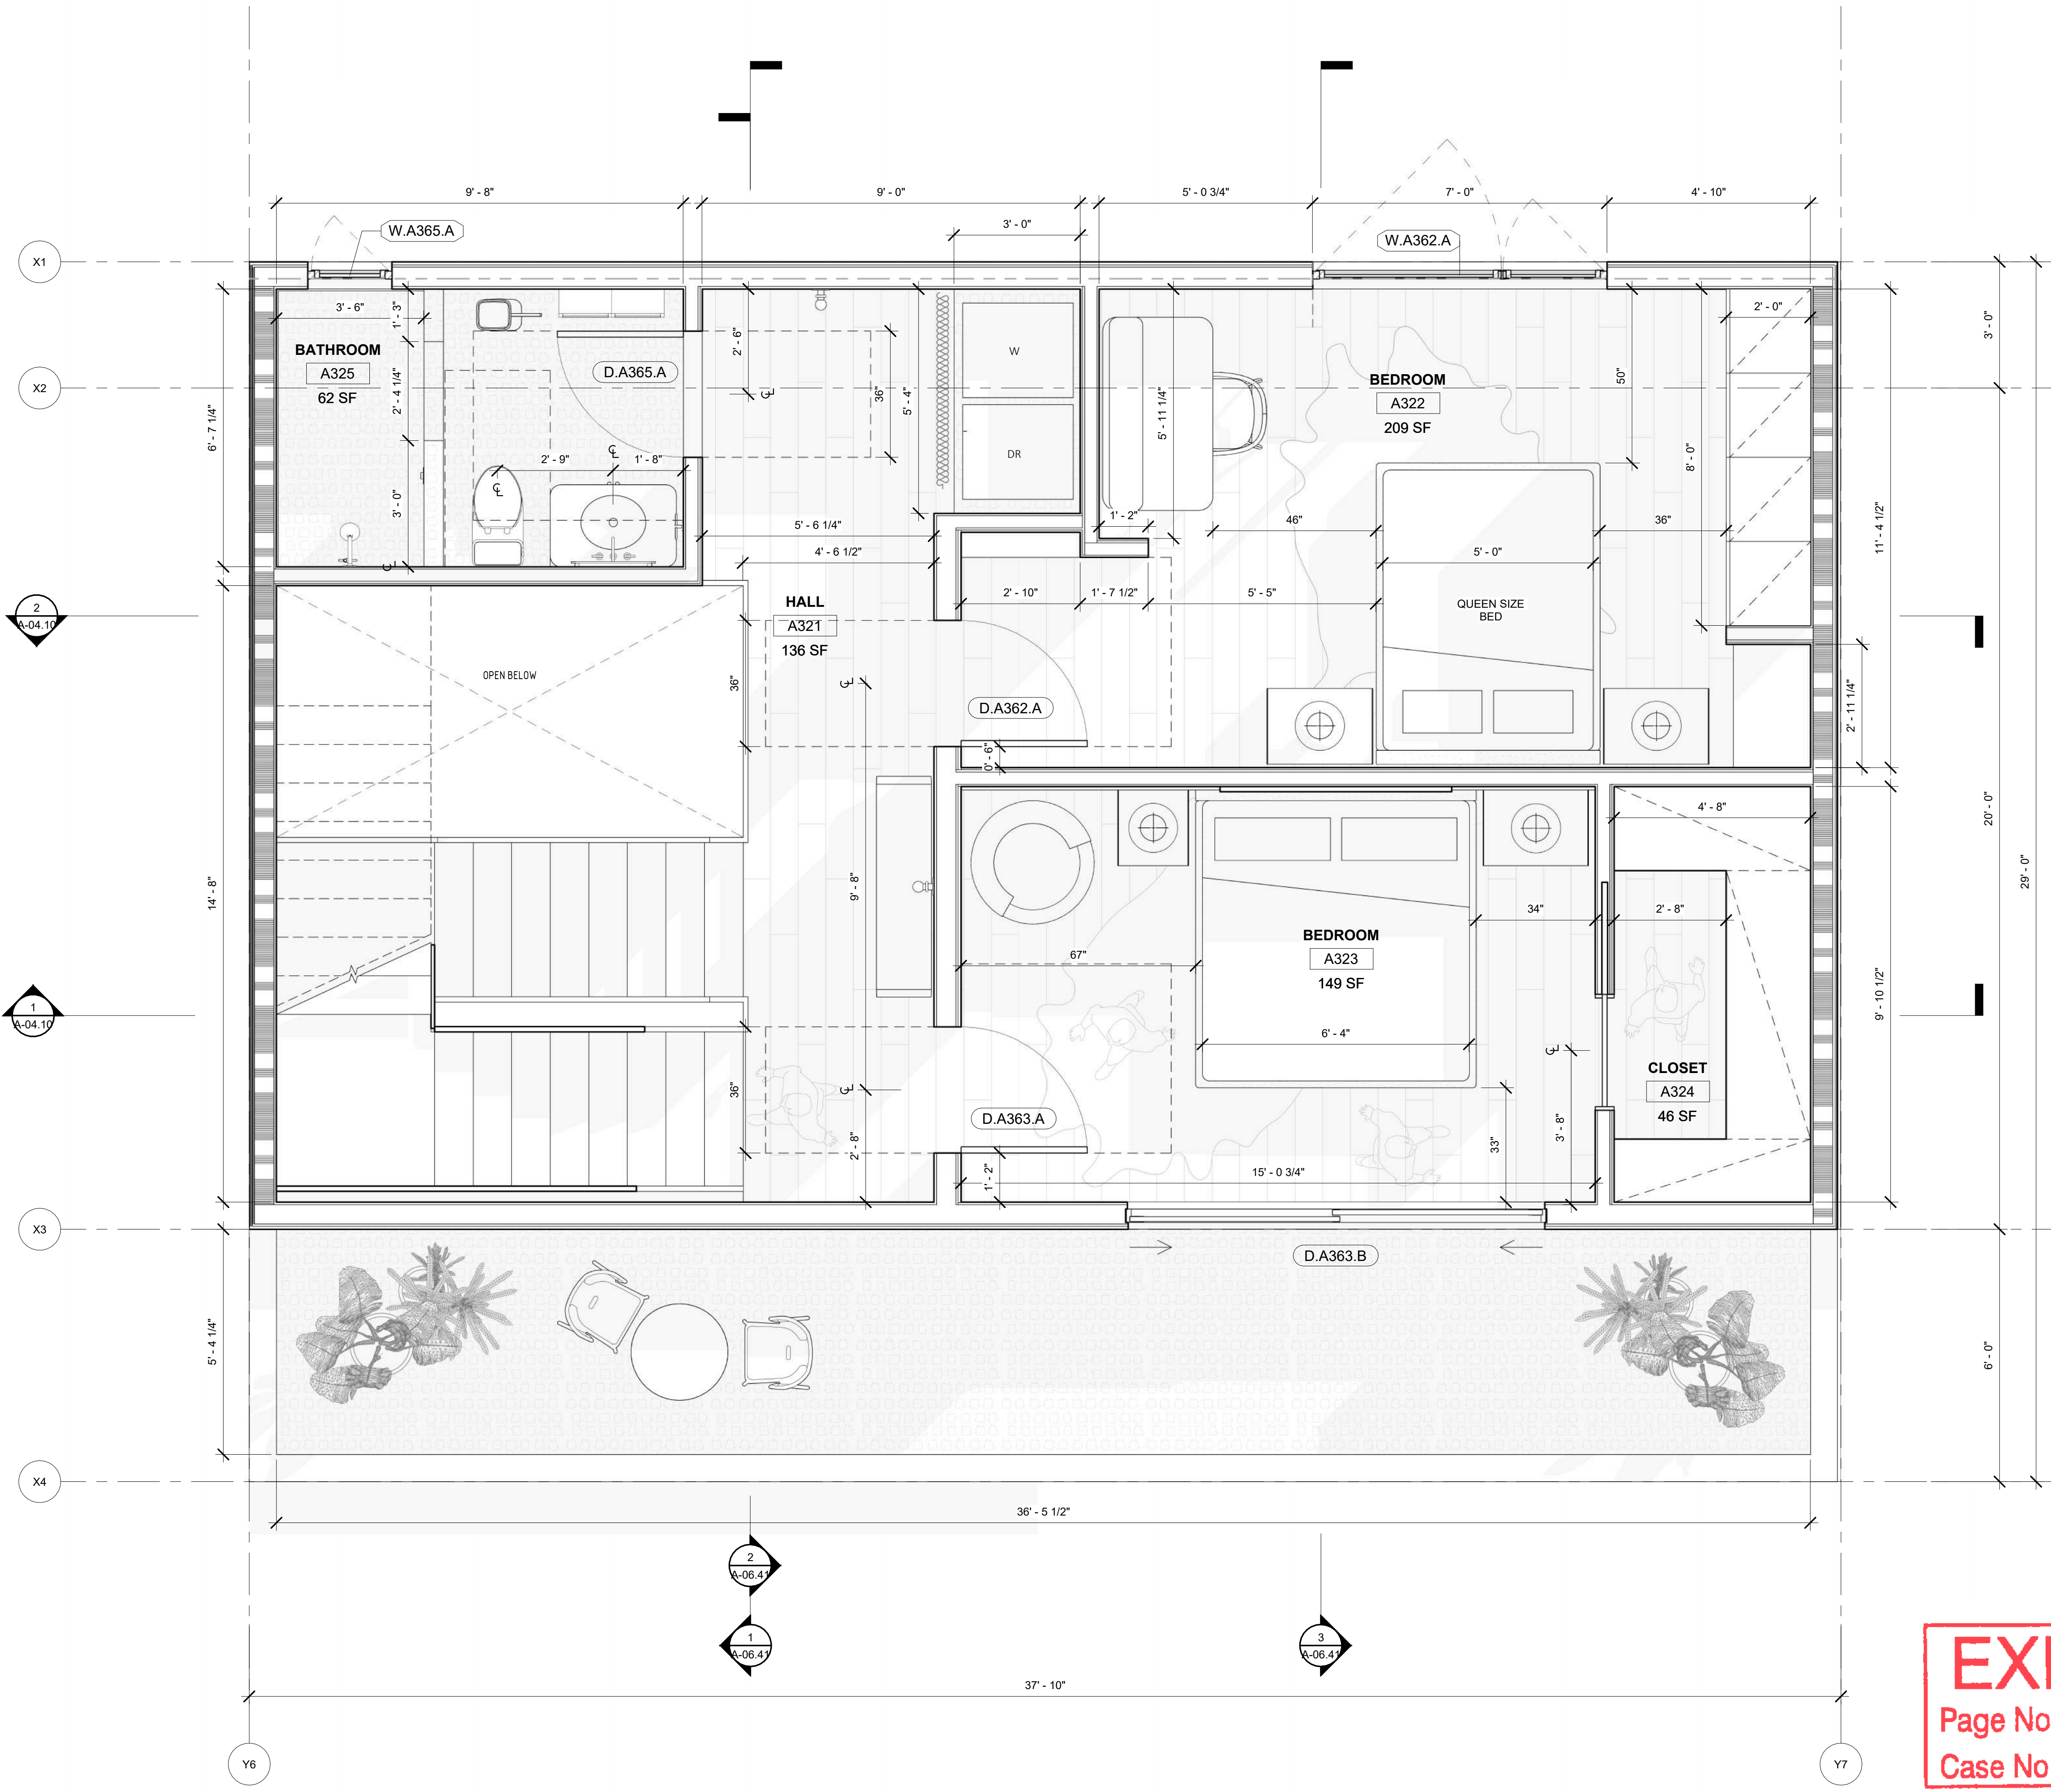 9' - 8"
9' - 0"
5' - 0 3/4"
7' - 0"
4' - 10"
3' - 0"
W.A365.A
W.A362.A
X1
3' - 6"
1' - 3"
2' - 6"
2' - 0"
3' - 0"
BATHROOM
A325
62 SF
D.A365.A
W
BEDROOM
A322
209 SF
50"
X2
2' - 4 1/4"
36"
5' - 4"
5' - 11 1/4"
6' - 7 1/4"
2' - 9"
1' - 8"
DR
8' - 0"
3' - 0"
1' - 2"
46"
36"
11' - 4 1/2"
5' - 6 1/4"
4' - 6 1/2"
5' - 0"
2
A-04.10
HALL
A321
136 SF
2' - 10"
1' - 7 1/2"
5' - 5"
QUEEN SIZE
BED
OPEN BELOW
36"
D.A362.A
2' - 11 1/4"
0' - 6"
4' - 8"
20' - 0"
29' - 0"
14' - 8"
9' - 8"
34"
2' - 8"
BEDROOM
A323
149 SF
67"
1
A-04.10
6' - 4"
9' - 10 1/2"
CLOSET
A324
46 SF
36"
D.A363.A
2' - 8"
33"
3' - 8"
1' - 2"
15' - 0 3/4"
X3
D.A363.B
5' - 4 1/4"
6' - 0"
X4
36' - 5 1/2"
2
A-06.41
1
A-06.41
3
A-06.41
37' - 10"
Y6
Y7
Page No
Case No